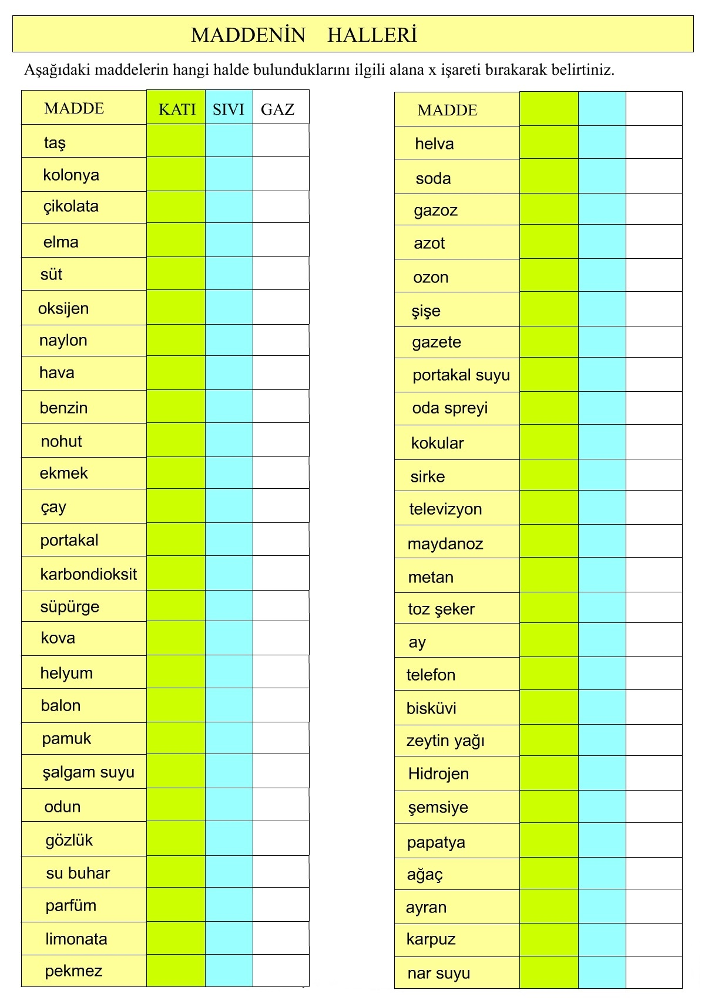 MADDENİN HALLERİ
Aşağıdaki maddelerin hangi halde bulunduklarını ilgili alana x işareti bırakarak belirtiniz.
MADDE KATI SIVI GAZ
taş
kolonya
çikolata
elma
süt
oksijen
naylon
hava
benzin
nohut
ekmek
çay
portakal
karbondioksit
süpürge
kova
helyum
balon
pamuk
şalgam suyu
odun
gözlük
su buhar
parfüm
limonata
pekmez
MADDE
helva
soda
gazoz
azot
ozon
şişe
gazete
portakal suyu
oda spreyi
kokular
sirke
televizyon
maydanoz
metan
toz şeker
ay
telefon
bisküvi
zeytin yağı
Hidrojen
şemsiye
papatya
ağaç
ayran
karpuz
nar suyu